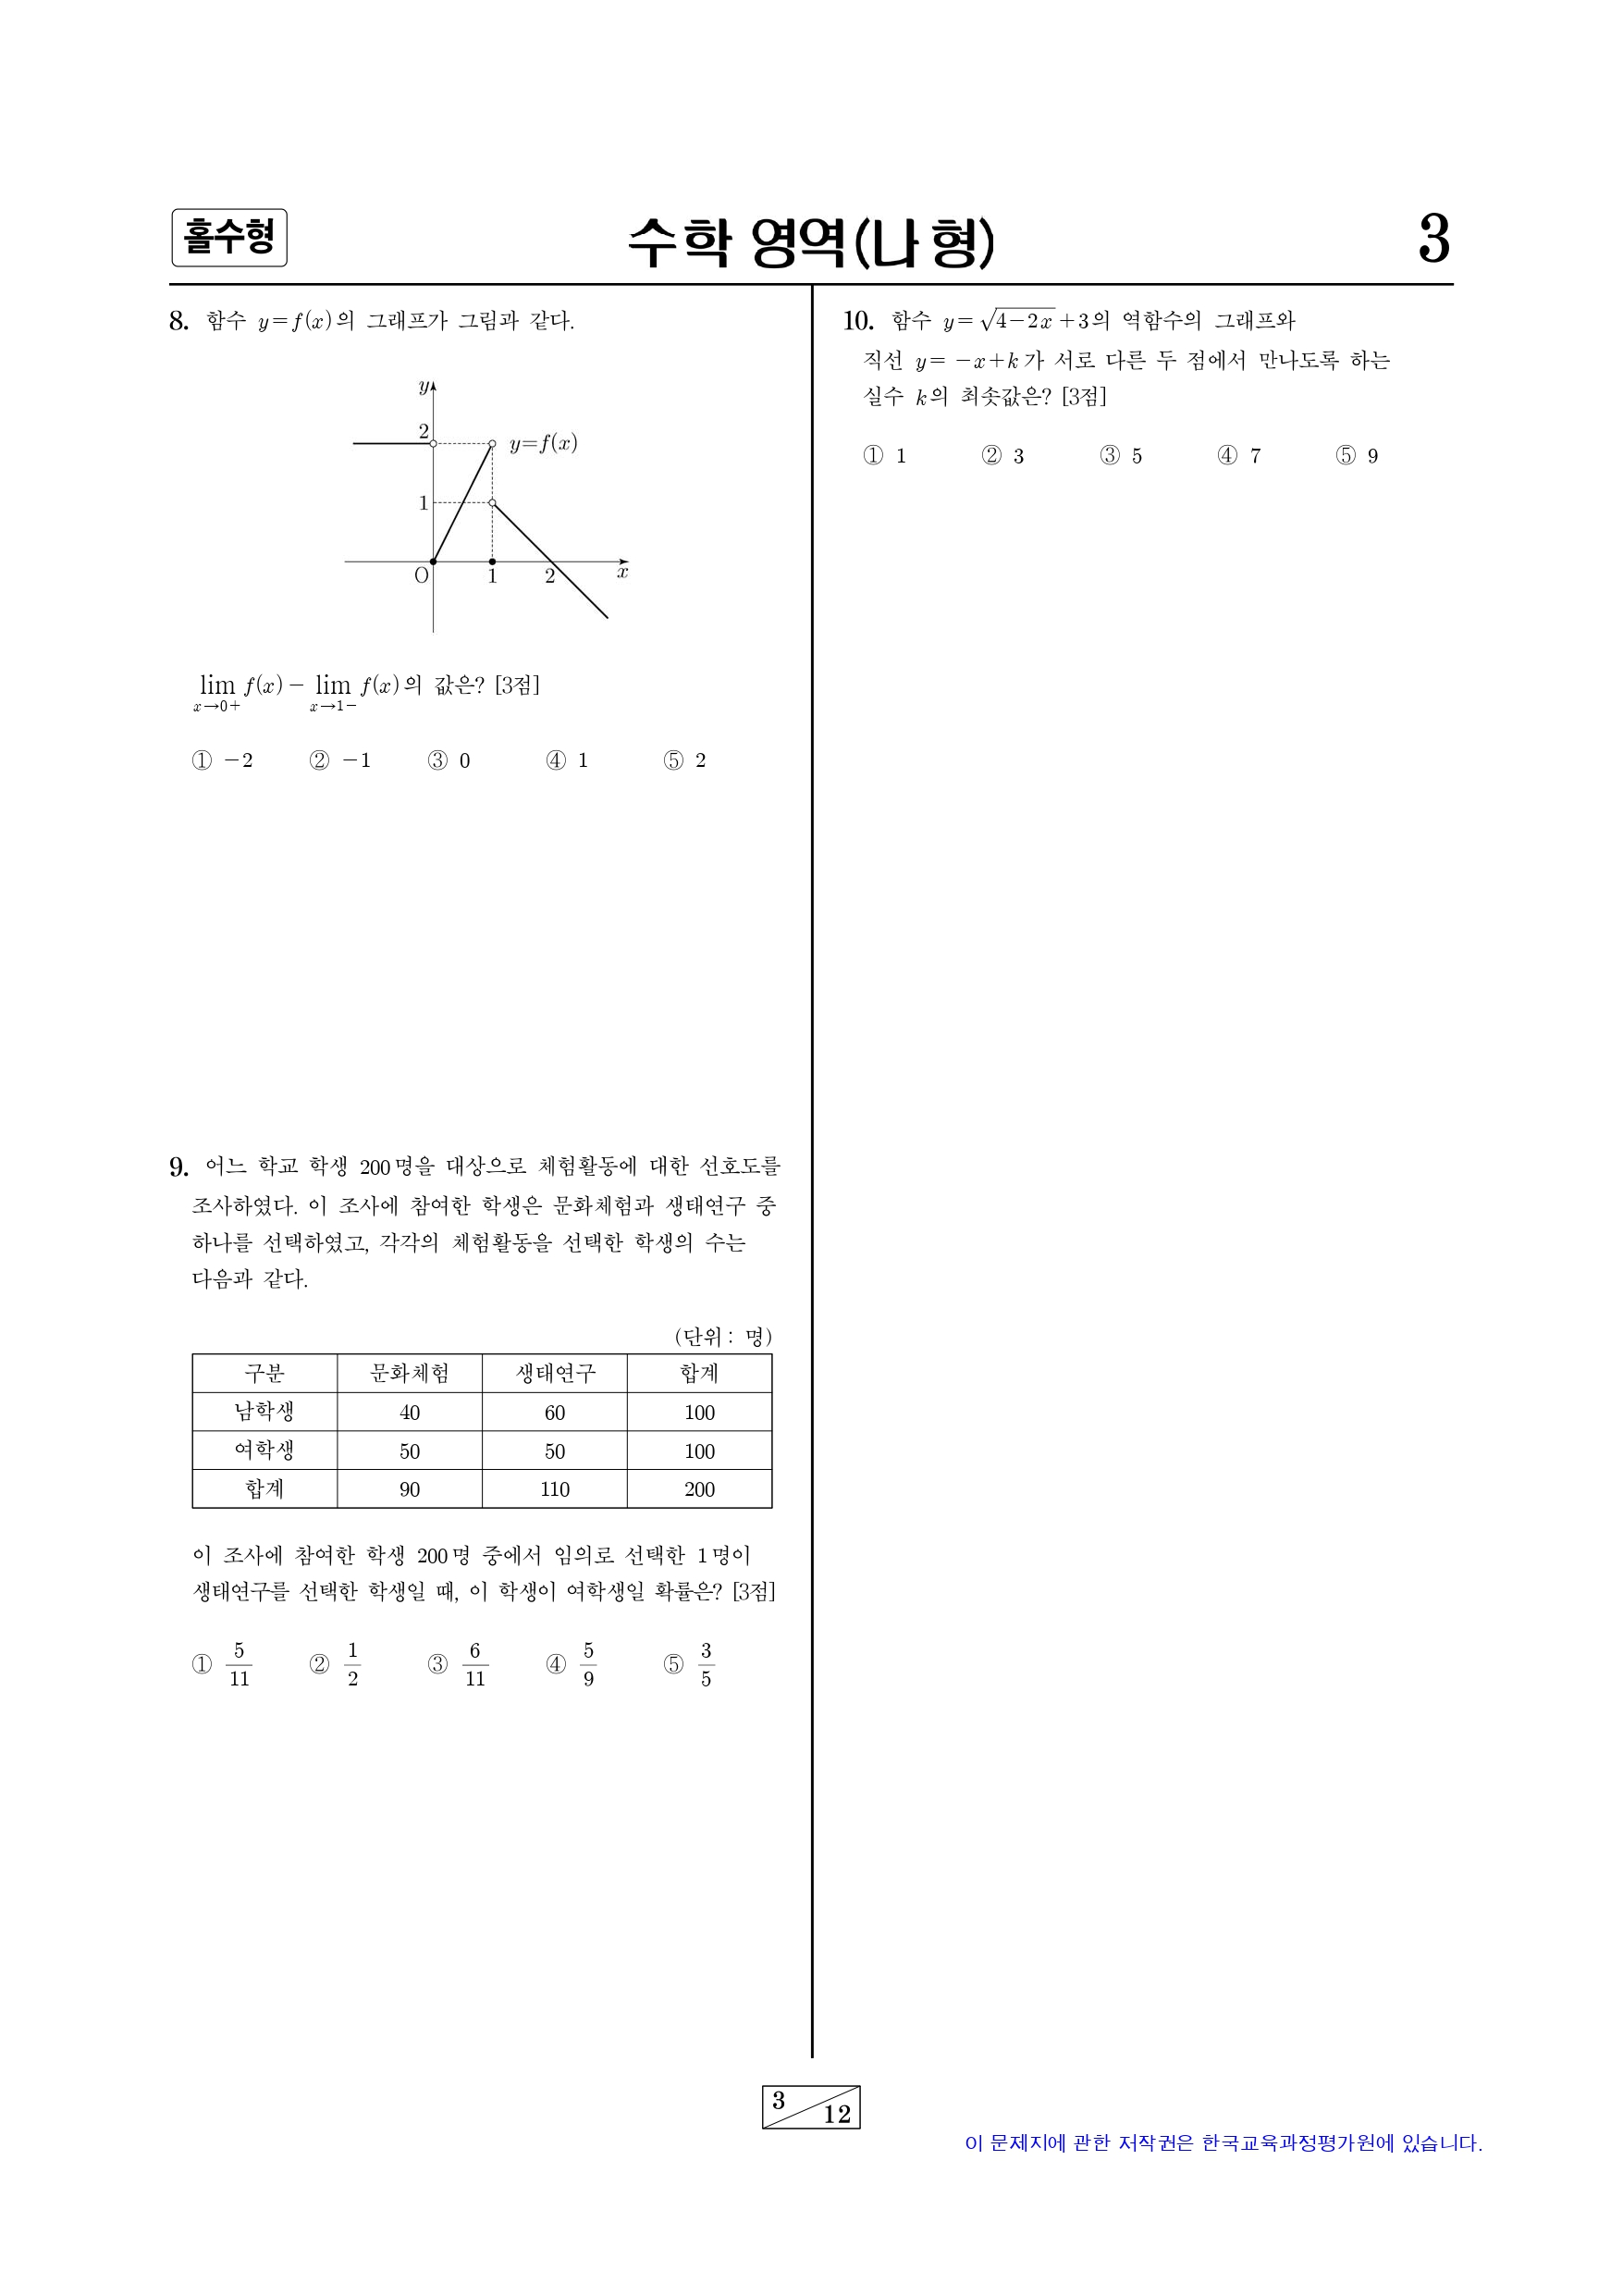 홀수형
수학 영역(나 형)
3
8. 함수 y=f(x)의 그래프가 그림과 같다.
y
2
y=f(x)
1
O 1 2 x
lim f(x) − lim f(x)의 값은? [3점]
x→0+ x→1−
① −2 ② −1 ③ 0 ④ 1 ⑤ 2
9. 어느 학교 학생 200명을 대상으로 체험활동에 대한 선호도를
조사하였다. 이 조사에 참여한 학생은 문화체험과 생태연구 중
하나를 선택하였고, 각각의 체험활동을 선택한 학생의 수는
다음과 같다.
(단위 : 명)
구분 문화체험 생태연구 합계
남학생 40 60 100
여학생 50 50 100
합계 90 110 200
이 조사에 참여한 학생 200명 중에서 임의로 선택한 1명이
생태연구를 선택한 학생일 때, 이 학생이 여학생일 확률은? [3점]
① 5/11 ② 1/2 ③ 6/11 ④ 5/9 ⑤ 3/5
10. 함수 y=√(4−2x)+3의 역함수의 그래프와
직선 y=−x+k가 서로 다른 두 점에서 만나도록 하는
실수 k의 최솟값은? [3점]
① 1 ② 3 ③ 5 ④ 7 ⑤ 9
3
12
이 문제지에 관한 저작권은 한국교육과정평가원에 있습니다.